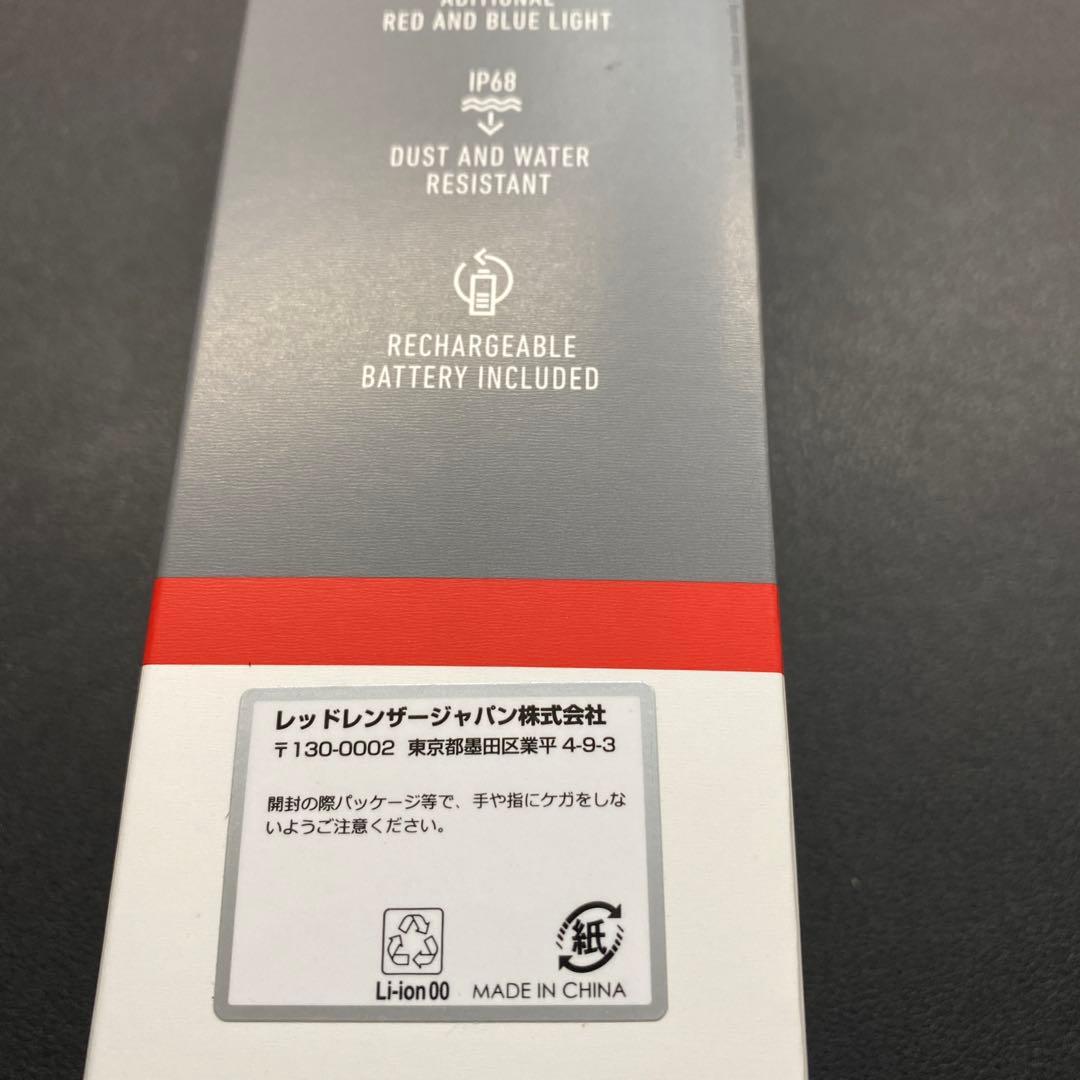 ADITIONAL
RED AND BLUE LIGHT
IP68
DUST AND WATER
RESISTANT
RECHARGEABLE
BATTERY INCLUDED
レッドレンザージャパン株式会社
〒130-0002 東京都墨田区業平 4-9-3
開封の際パッケージ等で、手や指にケガをしな
いようご注意ください。
紙
Li-ion 00 MADE IN CHINA